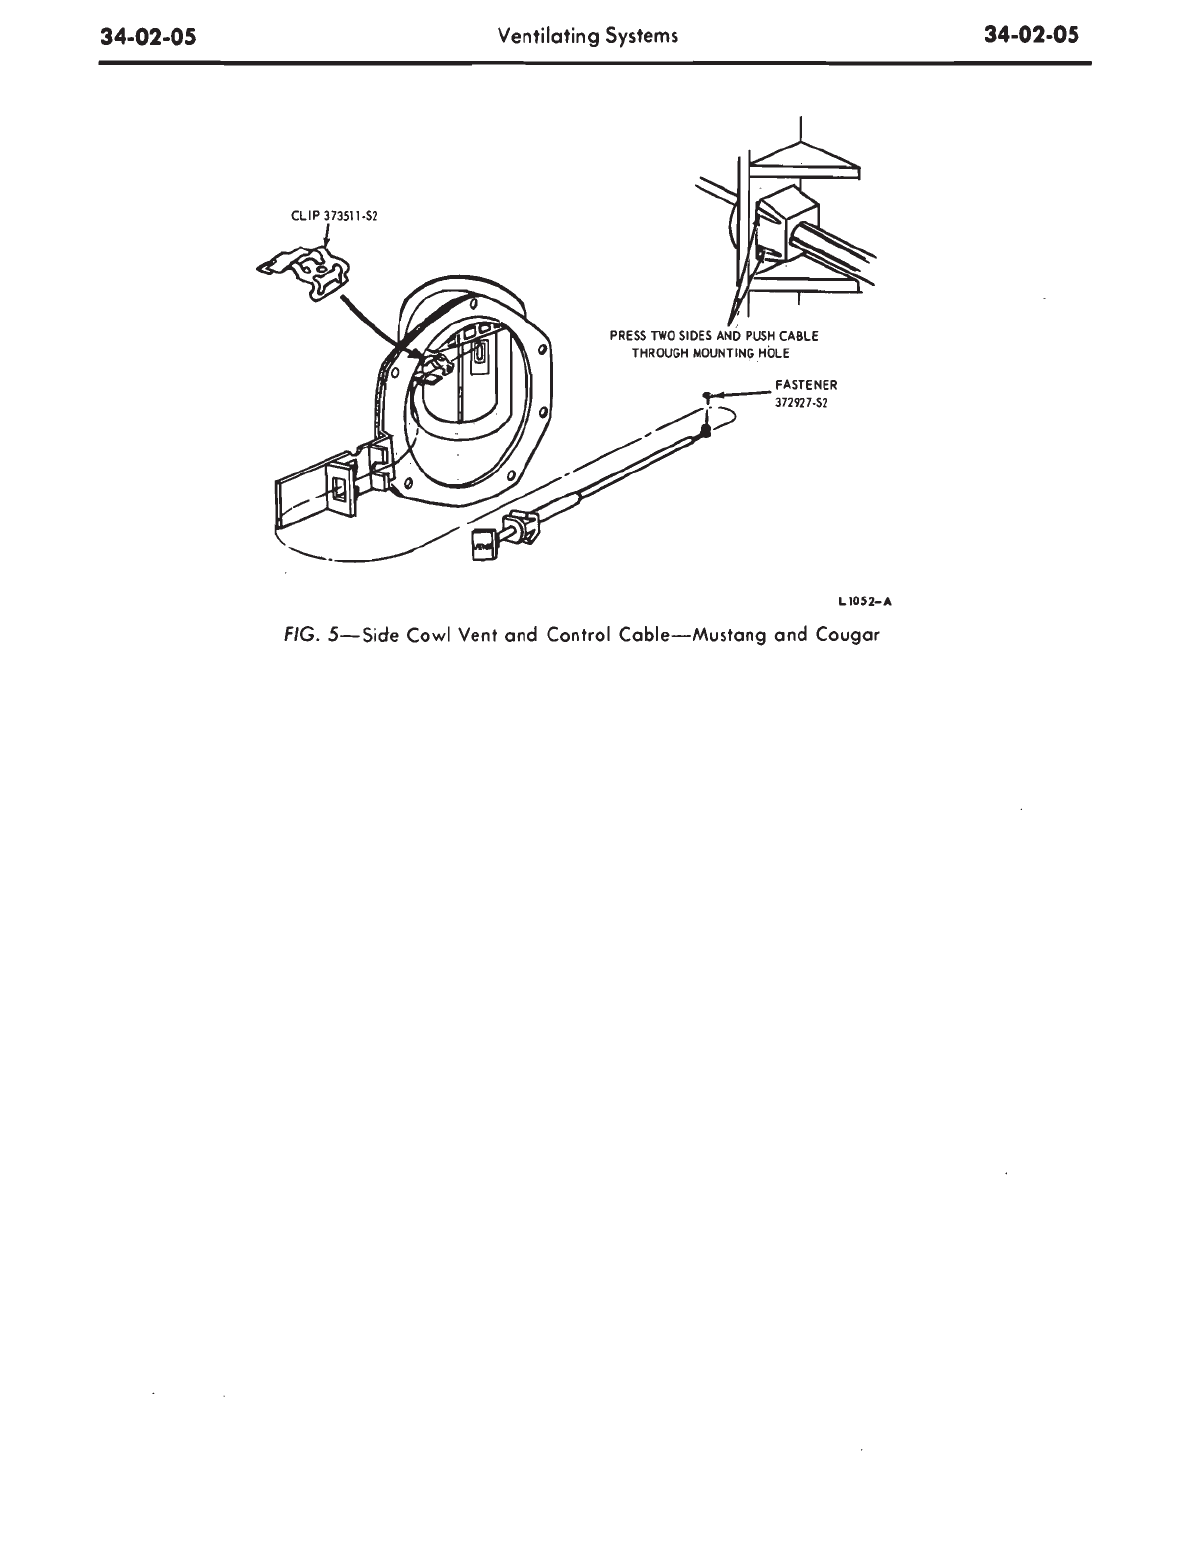 34-02-05 Ventilating Systems 34-02-05
CLIP 373511-S2
PRESS TWO SIDES AND PUSH CABLE
THROUGH MOUNTING HOLE
FASTENER
372927-S2
VENT
L1052-A
FIG. 5—Side Cowl Vent and Control Cable—Mustang and Cougar